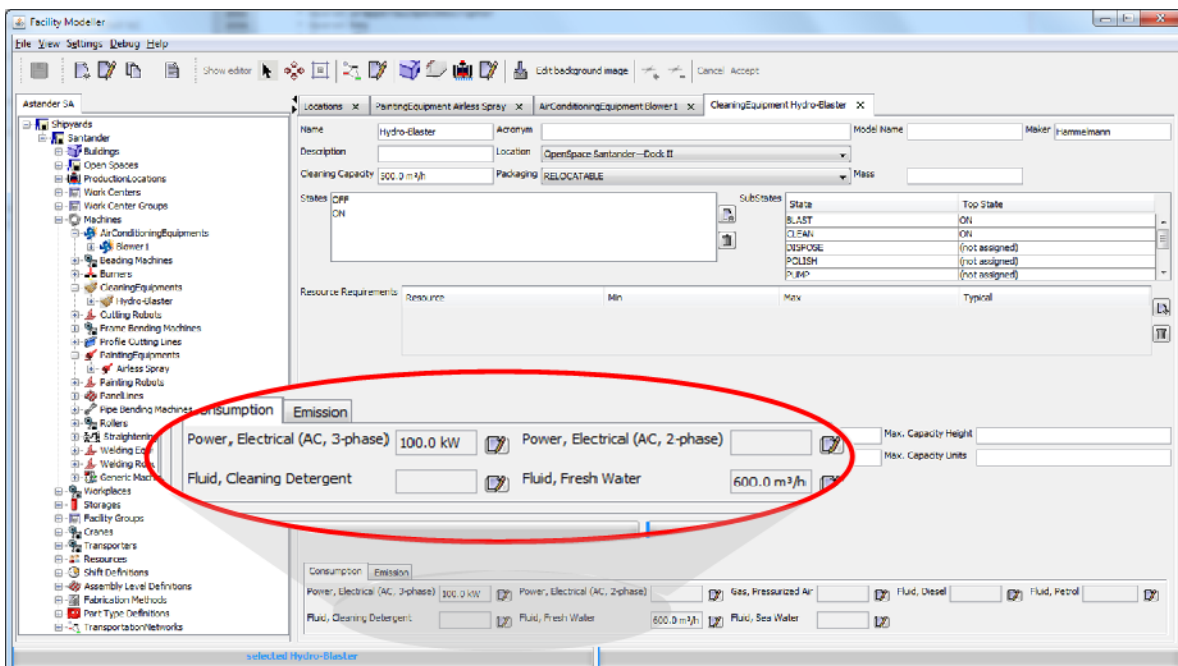 Facility Modeller
File View Settings Debug Help
Show editor Edit background image Cancel Accept
Astander SA
Locations x PaintingEquipment Airless Spray x AirConditioningEquipment Blower 1 x CleaningEquipment Hydro-Blaster x
Shipyards
Santander
Buildings
Open Spaces
ProductionLocations
Work Centers
Work Center Groups
Machines
AirConditioningEquipments
Blower 1
Beading Machines
Burners
CleaningEquipments
Hydro-Blaster
Cutting Robots
Frame Bending Machines
Profile Cutting Lines
PaintingEquipments
Airless Spray
Painting Robots
PanelLines
Pipe Bending Machines
Rollers
Straightening
Welding
Welding
Generic
Workplaces
Storages
Facility Groups
Cranes
Transporters
Resources
Shift Definitions
Assembly Level Definitions
Fabrication Methods
Part Type Definitions
TransportationNetworks
Name Hydro-Blaster Acronym Model Name Maker Hammelmann
Description Location OpenSpace Santander—Dock II
Cleaning Capacity 600.0 m³/h Packaging RELOCATABLE Mass
States OFF
ON
SubStates State Top State
BLAST ON
CLEAN ON
DISPOSE (not assigned)
POLISH (not assigned)
PUMP (not assigned)
Resource Requirements Resource Min Max Typical
Max. Capacity Height
Max. Capacity Units
Consumption Emission
Power, Electrical (AC, 3-phase) 100.0 kW Power, Electrical (AC, 2-phase)
Fluid, Cleaning Detergent Fluid, Fresh Water 600.0 m³/h
Consumption Emission
Power, Electrical (AC, 3-phase) 100.0 kW Power, Electrical (AC, 2-phase) Gas, Pressurized Air Fluid, Diesel Fluid, Petrol
Fluid, Cleaning Detergent Fluid, Fresh Water 600.0 m³/h Fluid, Sea Water
selected Hydro-Blaster